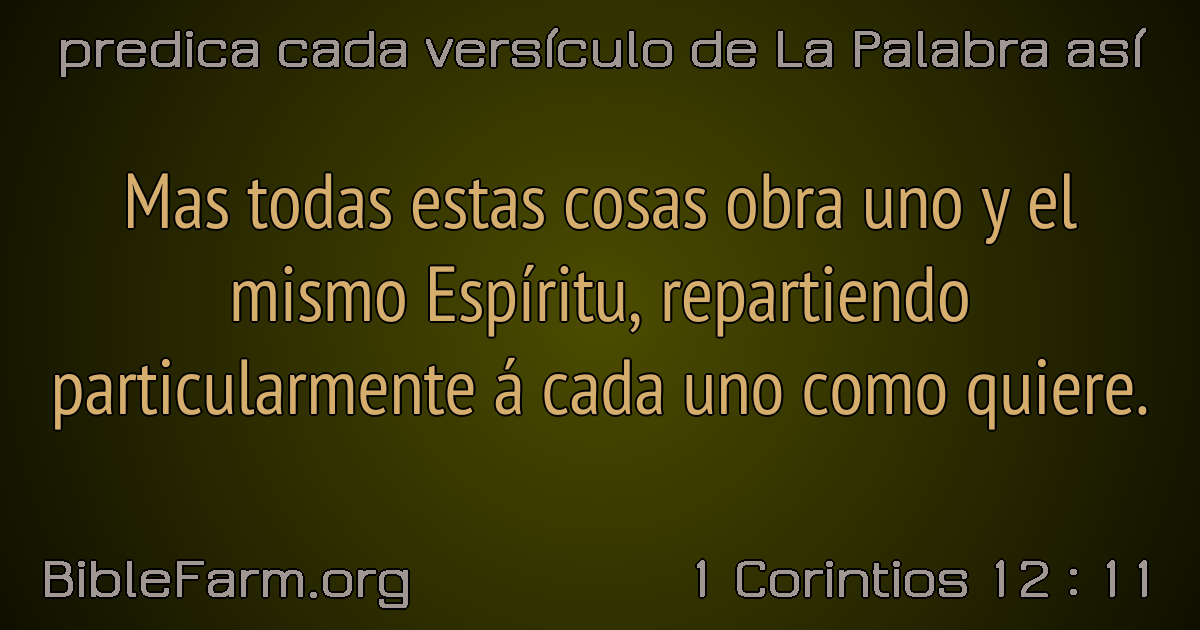 predica cada versículo de La Palabra así
Mas todas estas cosas obra uno y el
mismo Espíritu, repartiendo
particularmente á cada uno como quiere.
BibleFarm.org
1 Corintios 12 : 11